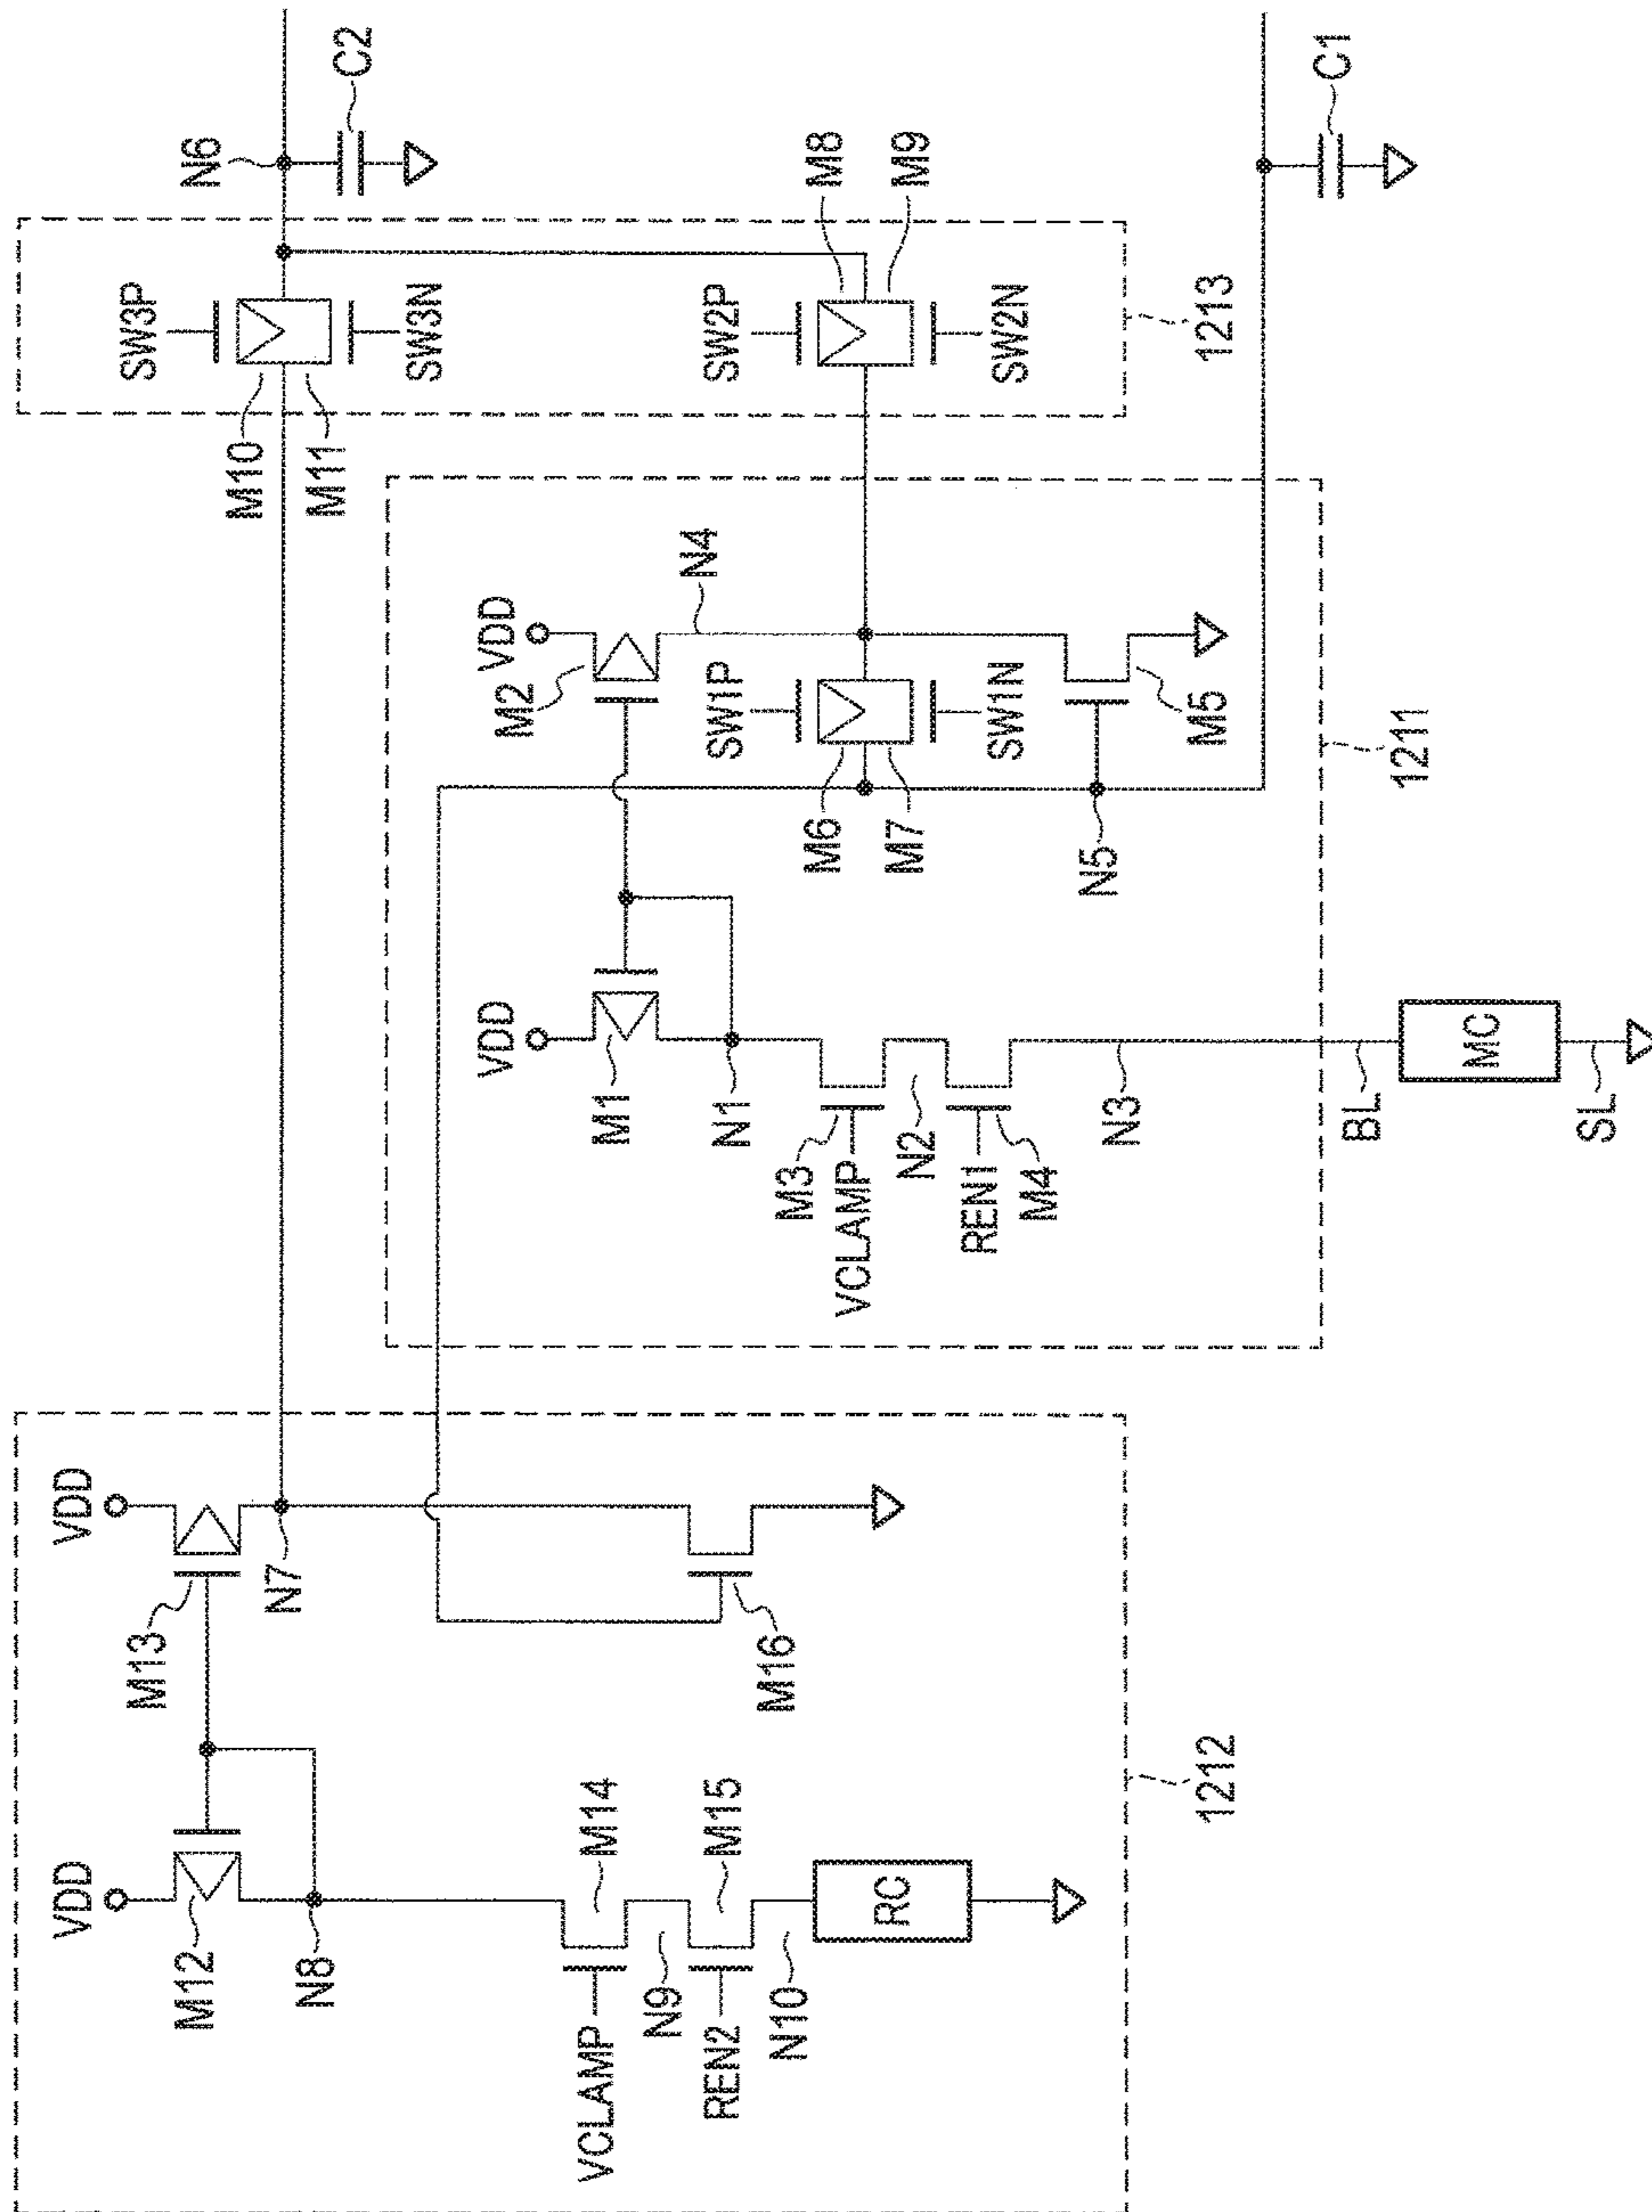 VDD
VDD
M12
M13
N7
N8
M14
VCLAMP
N9
M15
REN2
N10
RC
M16
1212
VDD
VDD
M1
M2
N4
N1
M3
VCLAMP
N2
REN1
M4
N3
SW1P
M6
M7
SW1N
N5
M5
1211
BL
MC
SL
SW3P
M10
M11
SW3N
SW2P
M8
M9
SW2N
1213
N6
C2
C1